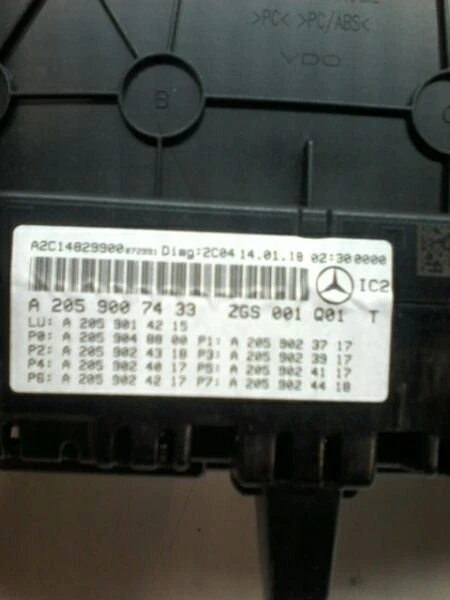 >PC< >PC/ABS<
VDO
B
A2C14829900 Diag:2C04 14.01.18 02:30 0000
IC2
A 205 900 74 33 ZGS 001 Q01 T
LU: A 205 901 42 15
P0: A 205 904 88 00 P1: A 205 902 37 17
P2: A 205 902 43 18 P3: A 205 902 39 17
P4: A 205 902 40 17 P5: A 205 902 41 17
P6: A 205 902 42 17 P7: A 205 902 44 18